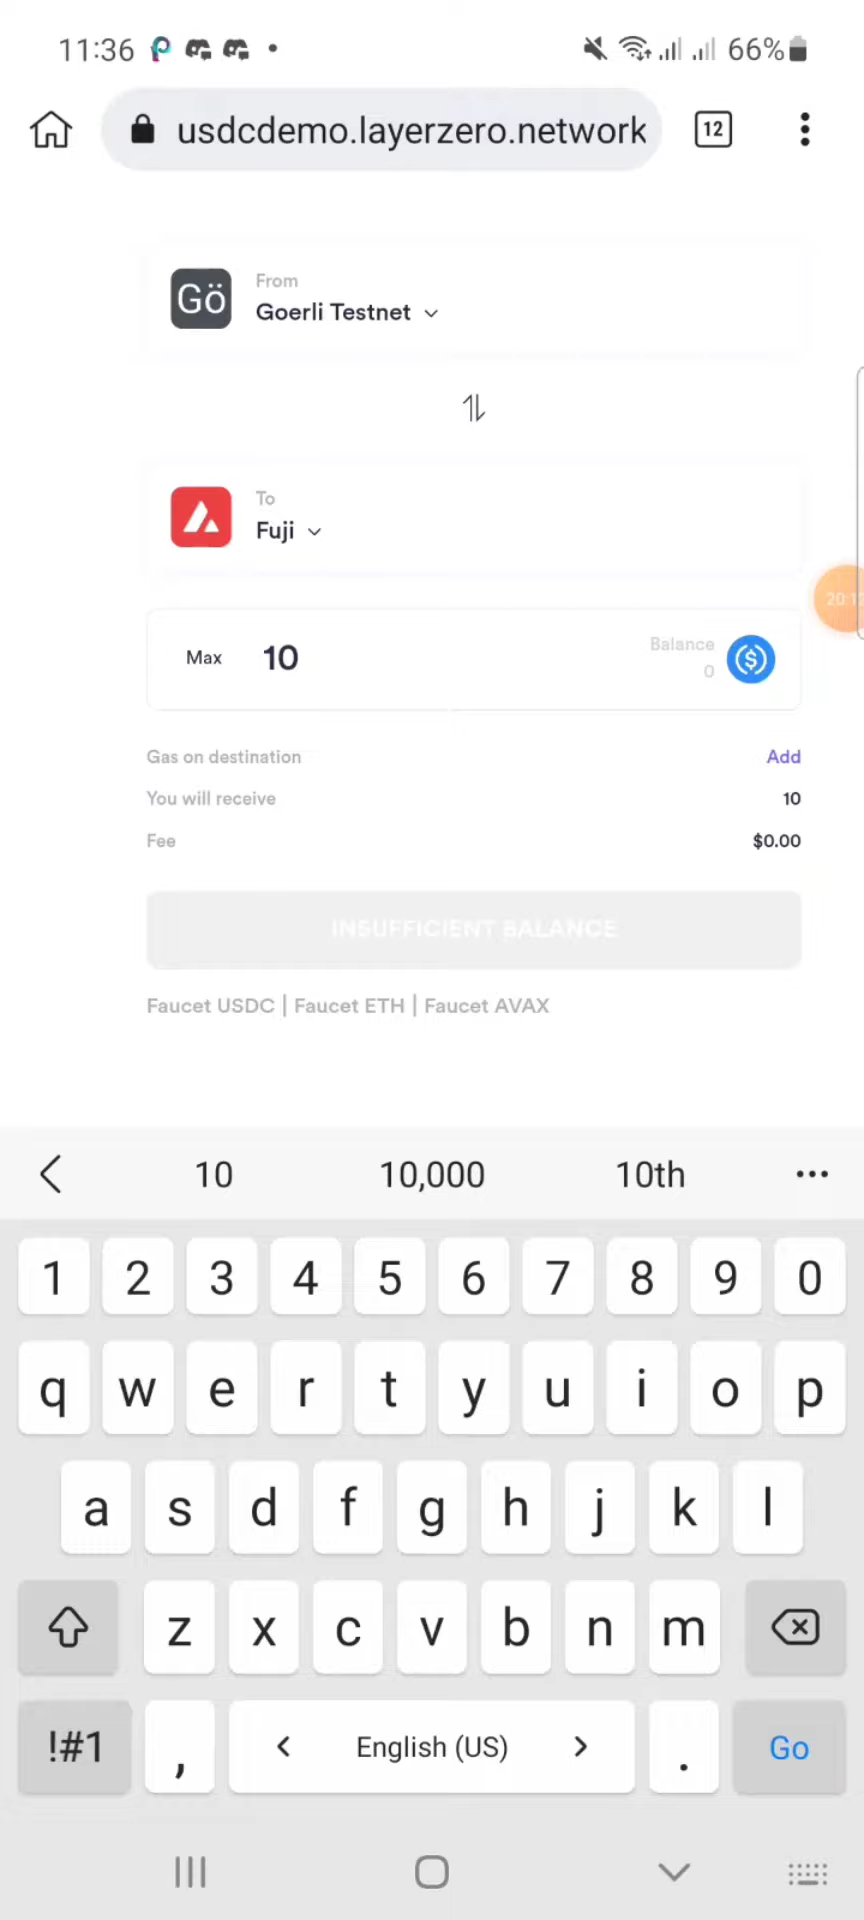 11:36 66%
usdcdemo.layerzero.network 12
Gö From
Goerli Testnet
To
Fuji
Max 10 Balance
0
Gas on destination Add
You will receive 10
Fee $0.00
INSUFFICIENT BALANCE
Faucet USDC | Faucet ETH | Faucet AVAX
10 10,000 10th ...
1 2 3 4 5 6 7 8 9 0
q w e r t y u i o p
a s d f g h j k l
z x c v b n m
!#1 , < English (US) > . Go